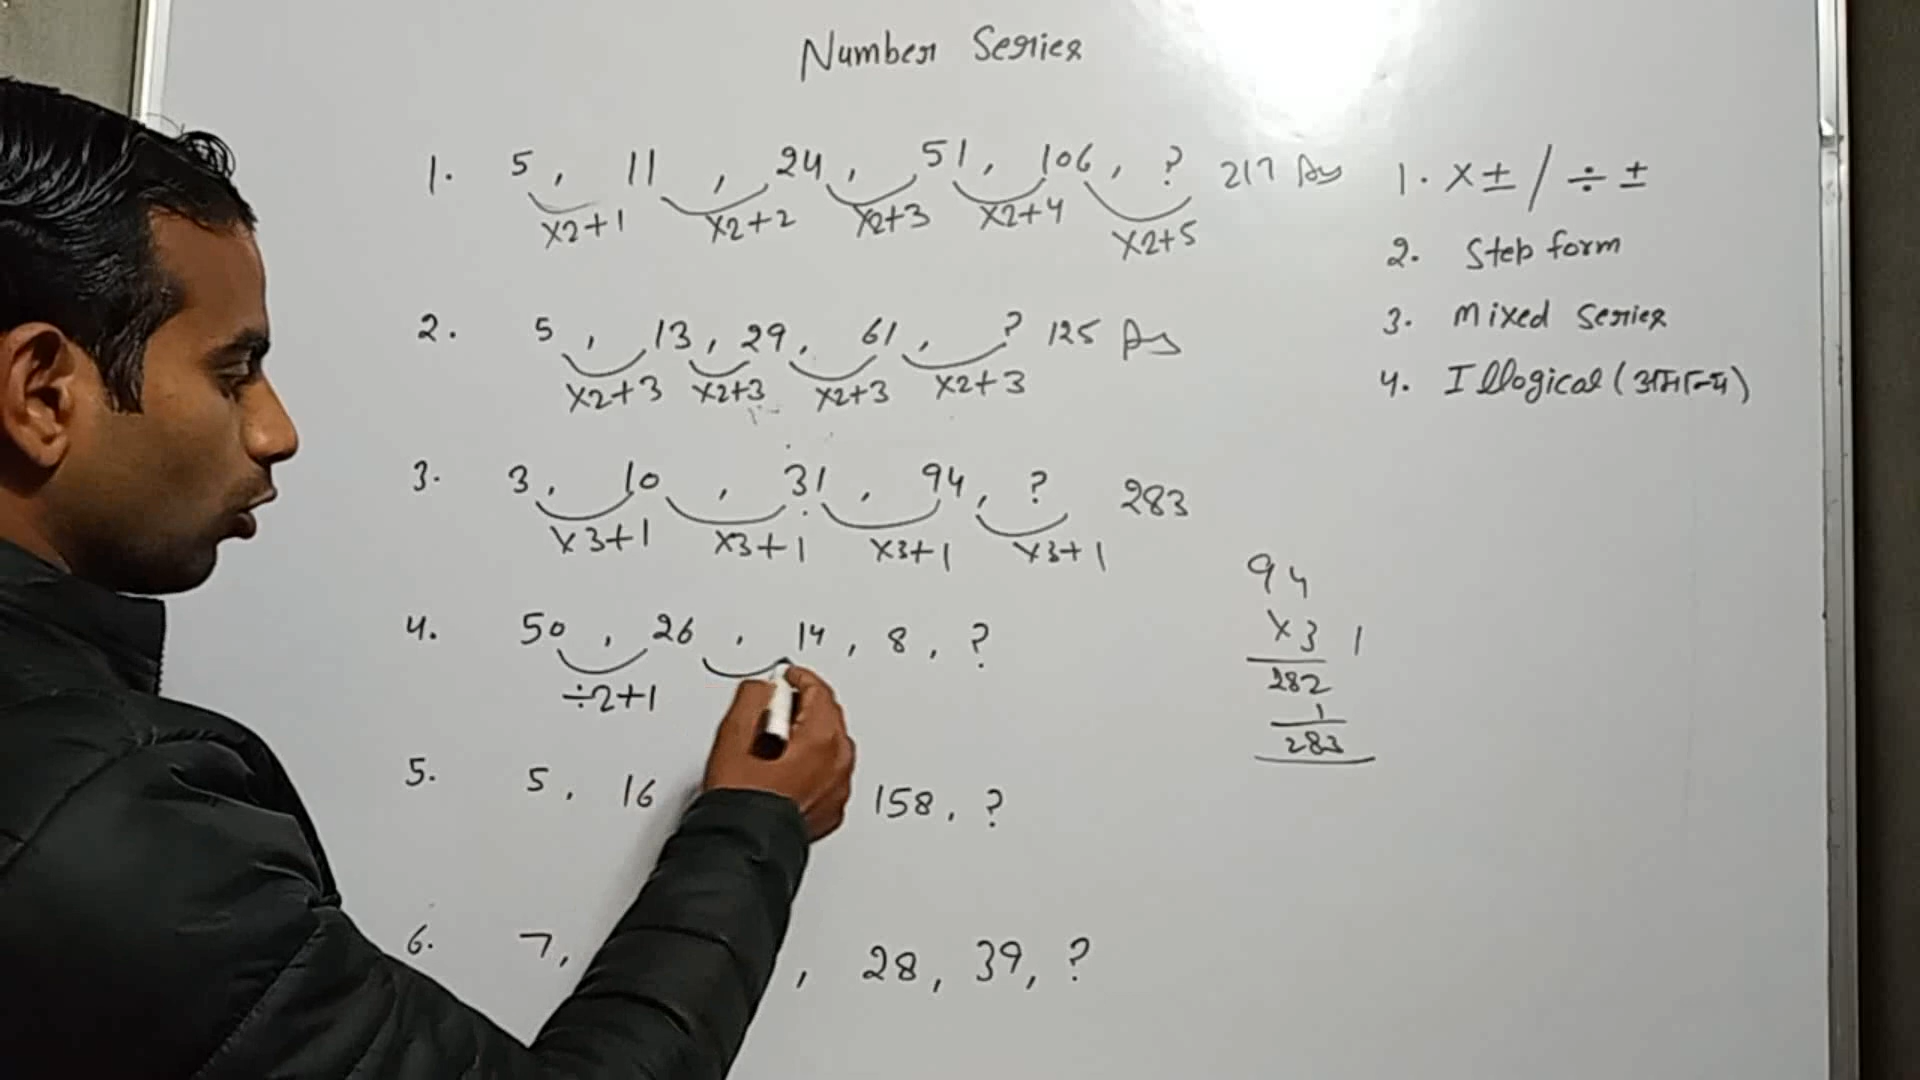 Number Series
1. 5, 11, 24, 51, 106, ? 217 Ans
×2+1 ×2+2 ×2+3 ×2+4 ×2+5
2. 5, 13, 29, 61, ? 125 Ans
×2+3 ×2+3 ×2+3 ×2+3
3. 3, 10, 31, 94, ? 283
×3+1 ×3+1 ×3+1 ×3+1
4. 50, 26, 14, 8, ?
÷2+1
5. 5, 16 158, ?
6. 7, , 28, 39, ?
1. ×± / ÷±
2. Step form
3. Mixed Series
4. Illogical (
94
×3 1
282
1
283